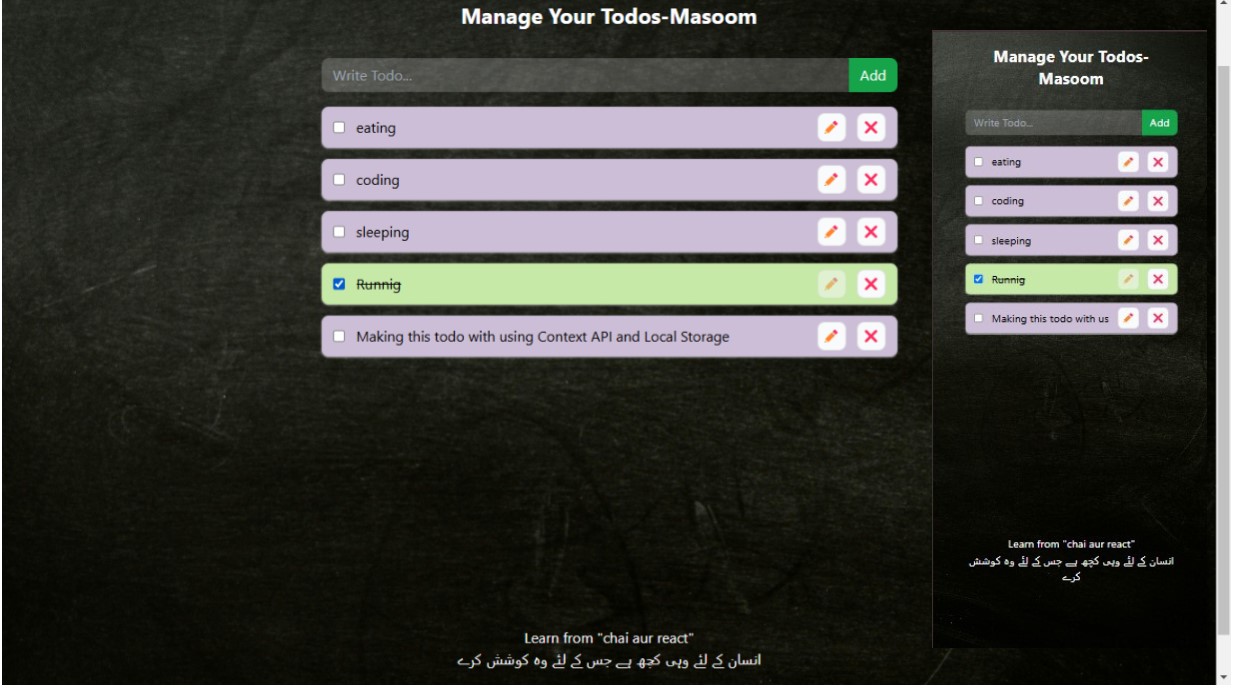 Manage Your Todos-Masoom
Write Todo...
Add
eating
coding
sleeping
Runnig
Making this todo with using Context API and Local Storage
Learn from "chai aur react"
انسان کے لئے وہی کچھ ہے جس کے لئے وہ کوشش کرے
Manage Your Todos-
Masoom
Write Todo...
Add
eating
coding
sleeping
Runnig
Making this todo with us
Learn from "chai aur react"
انسان کے لئے وہی کچھ ہے جس کے لئے وہ کوشش
کرے